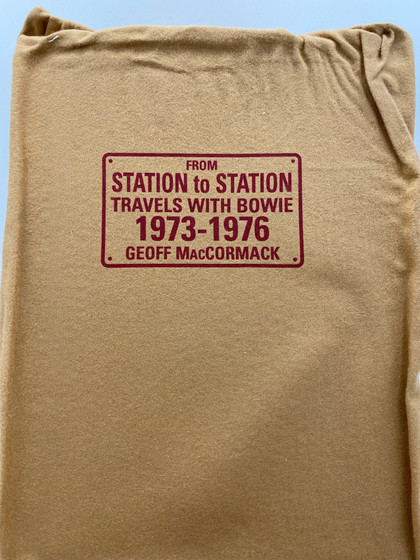 FROM
STATION to STATION
TRAVELS WITH BOWIE
1973-1976
GEOFF MACCORMACK